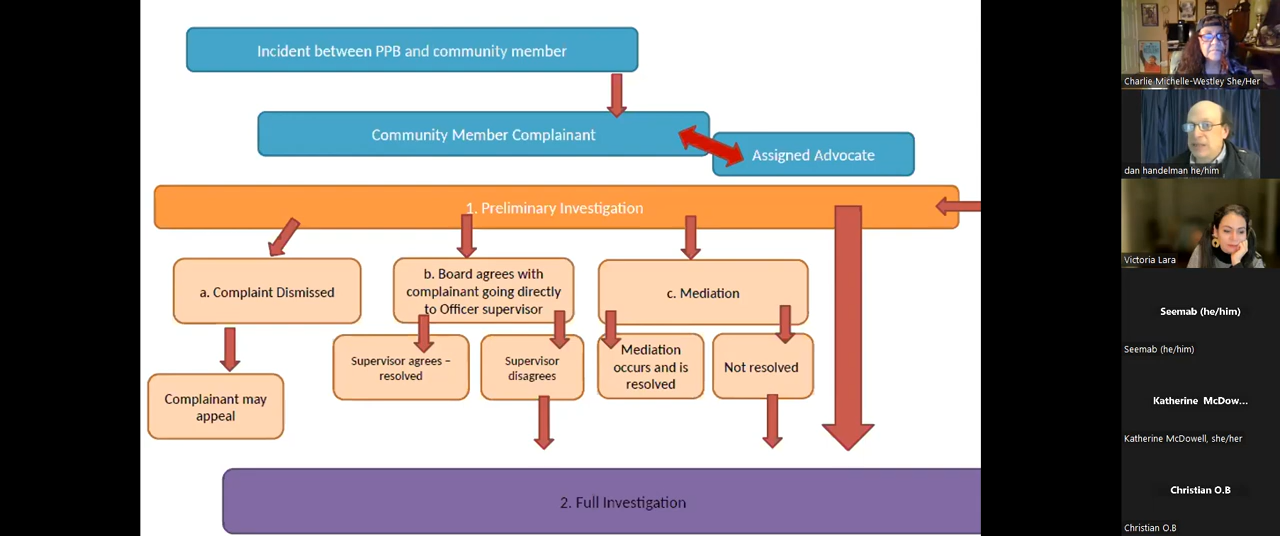 Incident between PPB and community member
Community Member Complainant
Assigned Advocate
1. Preliminary Investigation
a. Complaint Dismissed
b. Board agrees with
complainant going directly
to Officer supervisor
c. Mediation
Supervisor agrees –
resolved
Supervisor
disagrees
Mediation
occurs and is
resolved
Not resolved
Complainant may
appeal
2. Full Investigation
Charlie Michelle-Westley She/Her
dan handelman he/him
Victoria Lara
Seemab (he/him)
Seemab (he/him)
Katherine McDow...
Katherine McDowell, she/her
Christian O.B
Christian O.B